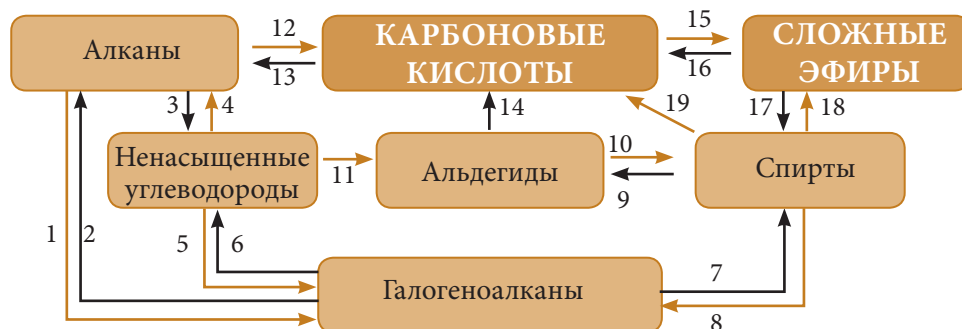 Алканы
12
13
КАРБОНОВЫЕ
КИСЛОТЫ
15
16
СЛОЖНЫЕ
ЭФИРЫ
3
4
14
19
17
18
Ненасыщенные
углеводороды
11
Альдегиды
10
9
Спирты
1
2
5
6
Галогеноалканы
7
8